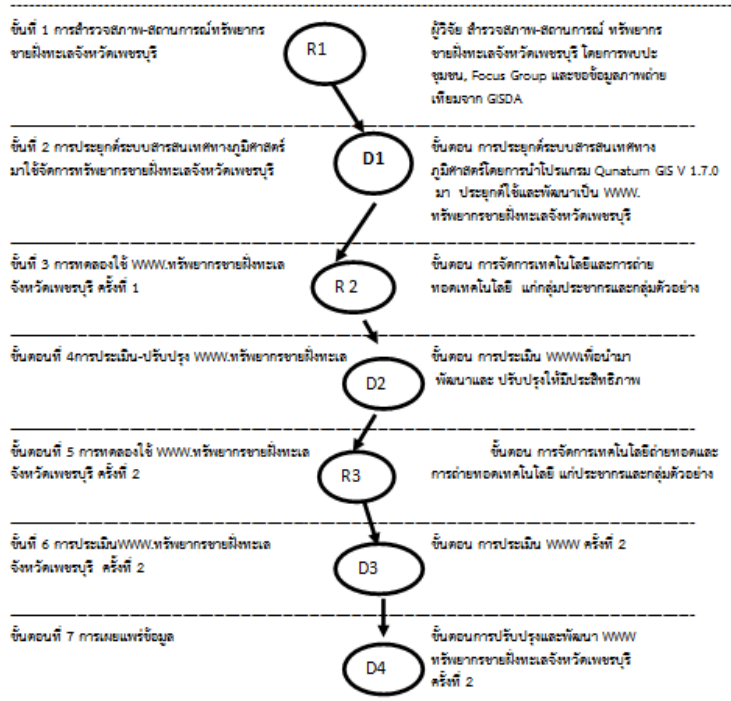 ขั้นที่ 1 การสำรวจสภาพ-สถานการณ์ทรัพยากร
ชายฝั่งทะเลจังหวัดเพชรบุรี
R1
ผู้วิจัย สำรวจสภาพ-สถานการณ์ ทรัพยากร
ชายฝั่งทะเลจังหวัดเพชรบุรี โดยการพบปะ
ชุมชน, Focus Group และขอข้อมูลภาพถ่าย
เทียมจาก GISDA
ขั้นที่ 2 การประยุกต์ระบบสารสนเทศทางภูมิศาสตร์
มาใช้จัดการทรัพยากรชายฝั่งทะเลจังหวัดเพชรบุรี
D1
ขั้นตอน การประยุกต์ระบบสารสนเทศทาง
ภูมิศาสตร์โดยการนำโปรแกรม Qunatum GIS V 1.7.0
มา ประยุกต์ใช้และพัฒนาเป็น WWW.
ทรัพยากรชายฝั่งทะเลจังหวัดเพชรบุรี
ขั้นที่ 3 การทดลองใช้ WWW.ทรัพยากรชายฝั่งทะเล
จังหวัดเพชรบุรี ครั้งที่ 1
R 2
ขั้นตอน การจัดการเทคโนโลยีและการถ่าย
ทอดเทคโนโลยี แก่กลุ่มประชากรและกลุ่มตัวอย่าง
ขั้นตอนที่ 4การประเมิน-ปรับปรุง WWW.ทรัพยากรชายฝั่งทะเล
D2
ขั้นตอน การประเมิน WWWเพื่อนำมา
พัฒนาและ ปรับปรุงให้มีประสิทธิภาพ
ขั้นตอนที่ 5 การทดลองใช้ WWW.ทรัพยากรชายฝั่งทะเล
จังหวัดเพชรบุรี ครั้งที่ 2
R3
ขั้นตอน การจัดการเทคโนโลยีถ่ายทอดและ
การถ่ายทอดเทคโนโลยี แก่ประชากรและกลุ่มตัวอย่าง
ขั้นที่ 6 การประเมินWWW.ทรัพยากรชายฝั่งทะเล
จังหวัดเพชรบุรี ครั้งที่ 2
D3
ขั้นตอน การประเมิน WWW ครั้งที่ 2
ขั้นตอนที่ 7 การเผยแพร่ข้อมูล
D4
ขั้นตอนการปรับปรุงและพัฒนา WWW
ทรัพยากรชายฝั่งทะเลจังหวัดเพชรบุรี
ครั้งที่ 2